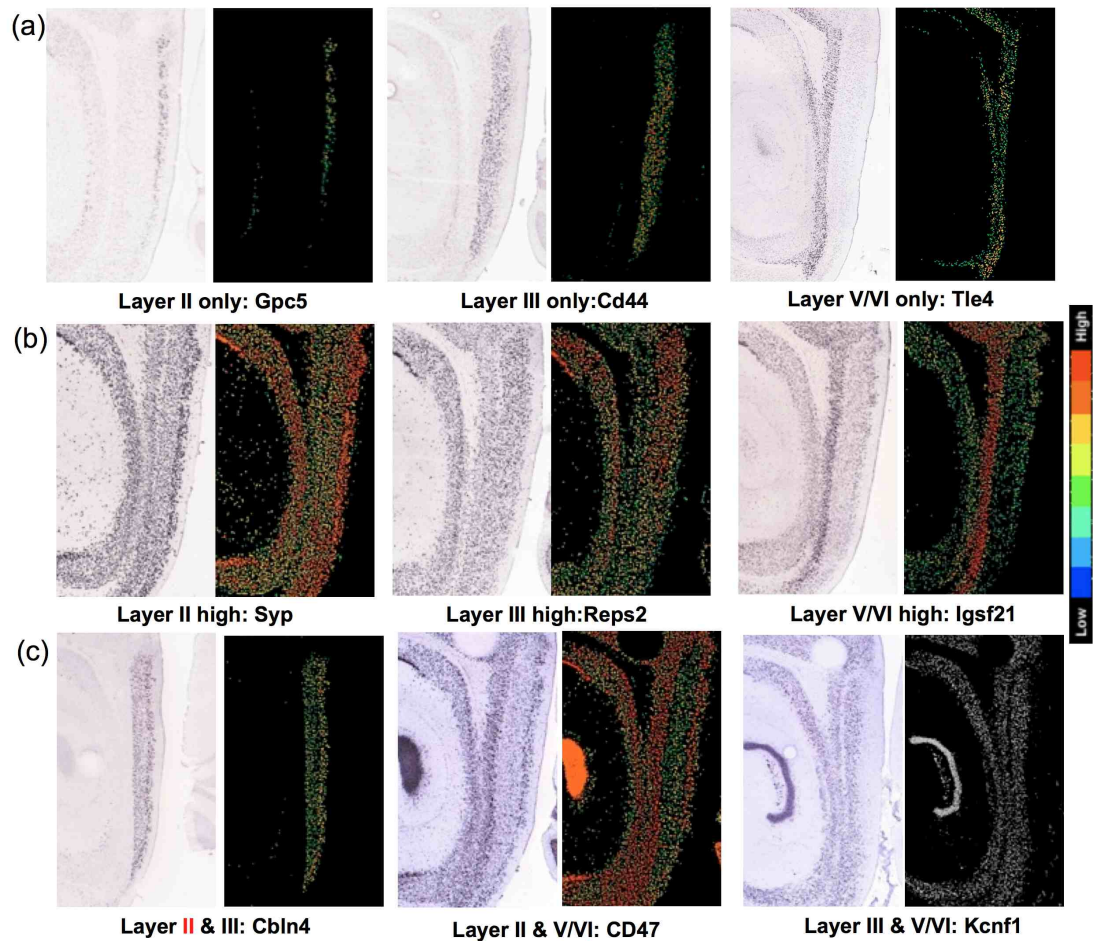 (a)
Layer II only: Gpc5
Layer III only:Cd44
Layer V/VI only: Tle4
(b)
High
Layer II high: Syp
Layer III high:Reps2
Layer V/VI high: Igsf21
Low
(c)
Layer II & III: Cbln4
Layer II & V/VI: CD47
Layer III & V/VI: Kcnf1